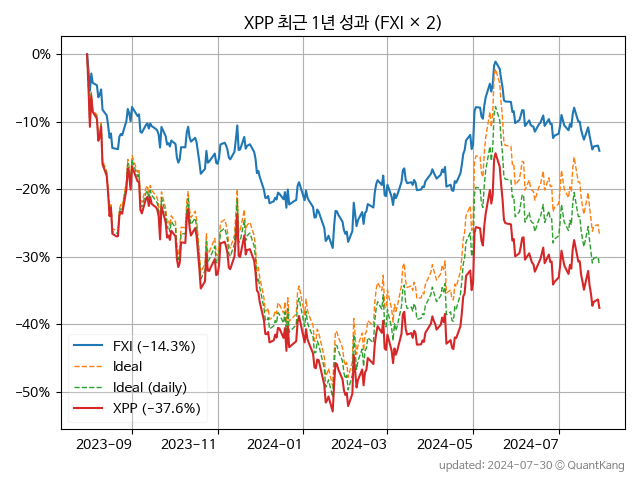 XPP 최근 1년 성과 (FXI × 2)
0%
−10%
−20%
−30%
−40%
−50%
FXI (−14.3%)
Ideal
Ideal (daily)
XPP (−37.6%)
2023-09 2023-11 2024-01 2024-03 2024-05 2024-07
updated: 2024-07-30 © QuantKang